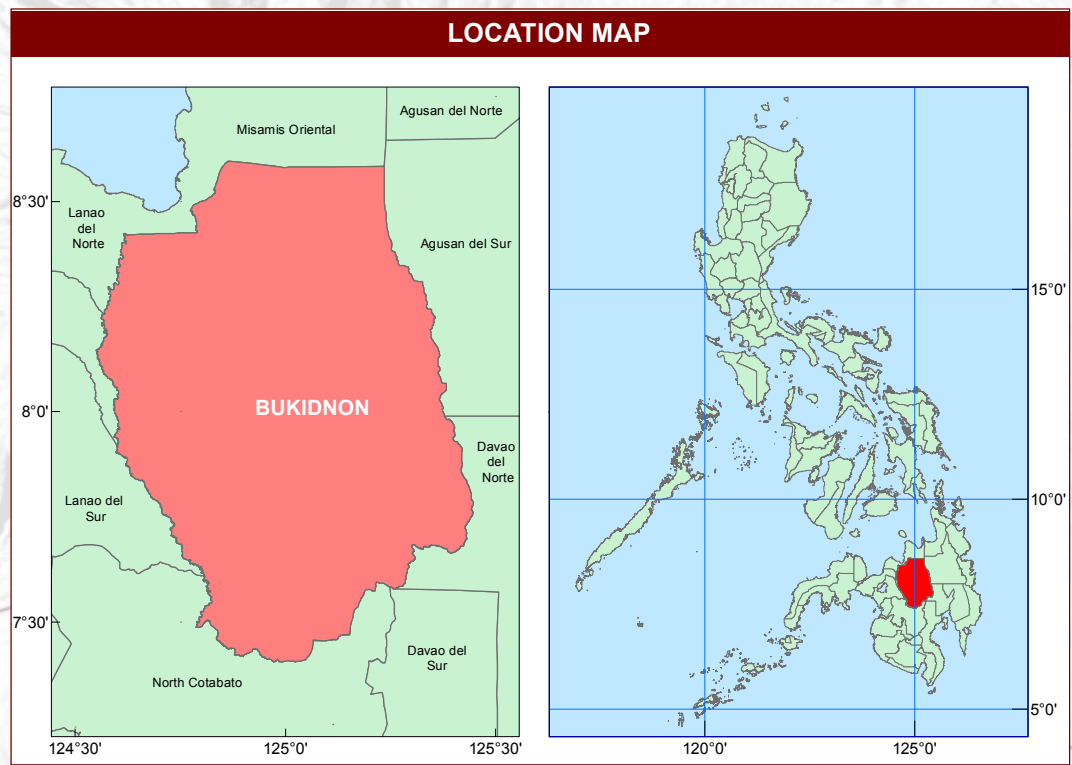 LOCATION MAP
Agusan del Norte
Misamis Oriental
8°30'
Lanao
del
Norte
Agusan del Sur
8°0'
BUKIDNON
Davao
del
Norte
Lanao del
Sur
7°30'
Davao del
Sur
North Cotabato
124°30'
125°0'
125°30'
15°0'
10°0'
5°0'
120°0'
125°0'